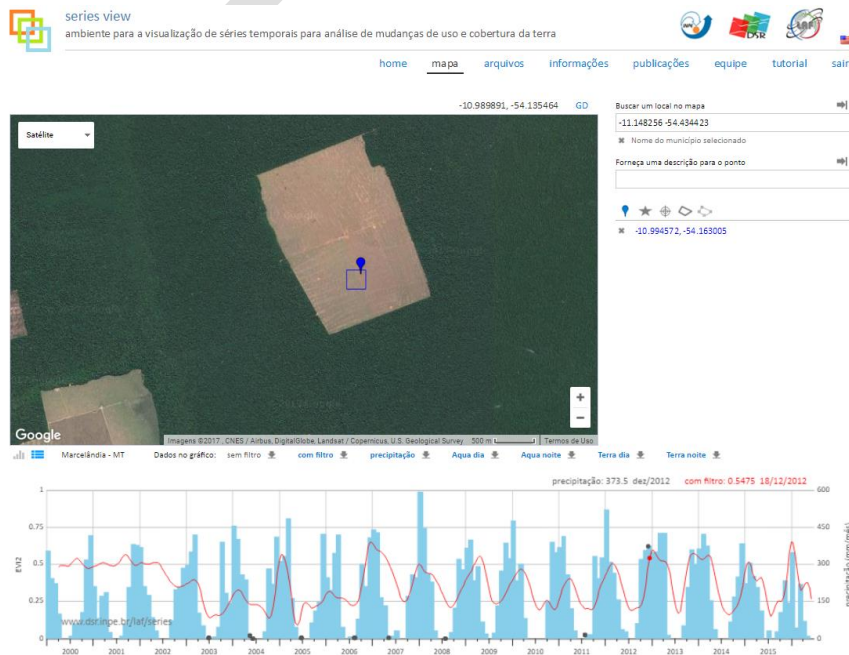 series view
ambiente para a visualização de séries temporais para análise de mudanças de uso e cobertura da terra
DSR
LAF
home mapa arquivos informações publicações equipe tutorial sair
-10.989891, -54.135464 GD
Buscar um local no mapa
Satélite
-11.148256 -54.434423
Nome do município selecionado
Forneça uma descrição para o ponto
-10.994572, -54.163005
+
−
Google
Imagens ©2017 , CNES / Airbus, DigitalGlobe, Landsat / Copernicus, U.S. Geological Survey 500 m Termos de Uso
Marcelândia - MT Dados no gráfico: sem filtro com filtro precipitação Aqua dia Aqua noite Terra dia Terra noite
precipitação: 373.5 dez/2012 com filtro: 0.5475 18/12/2012
1 600
0.75 450
0.5 300
0.25 150
0 0
EVI2
precipitação (mm/mês)
www.dsr.inpe.br/laf/series
2000 2001 2002 2003 2004 2005 2006 2007 2008 2009 2010 2011 2012 2013 2014 2015